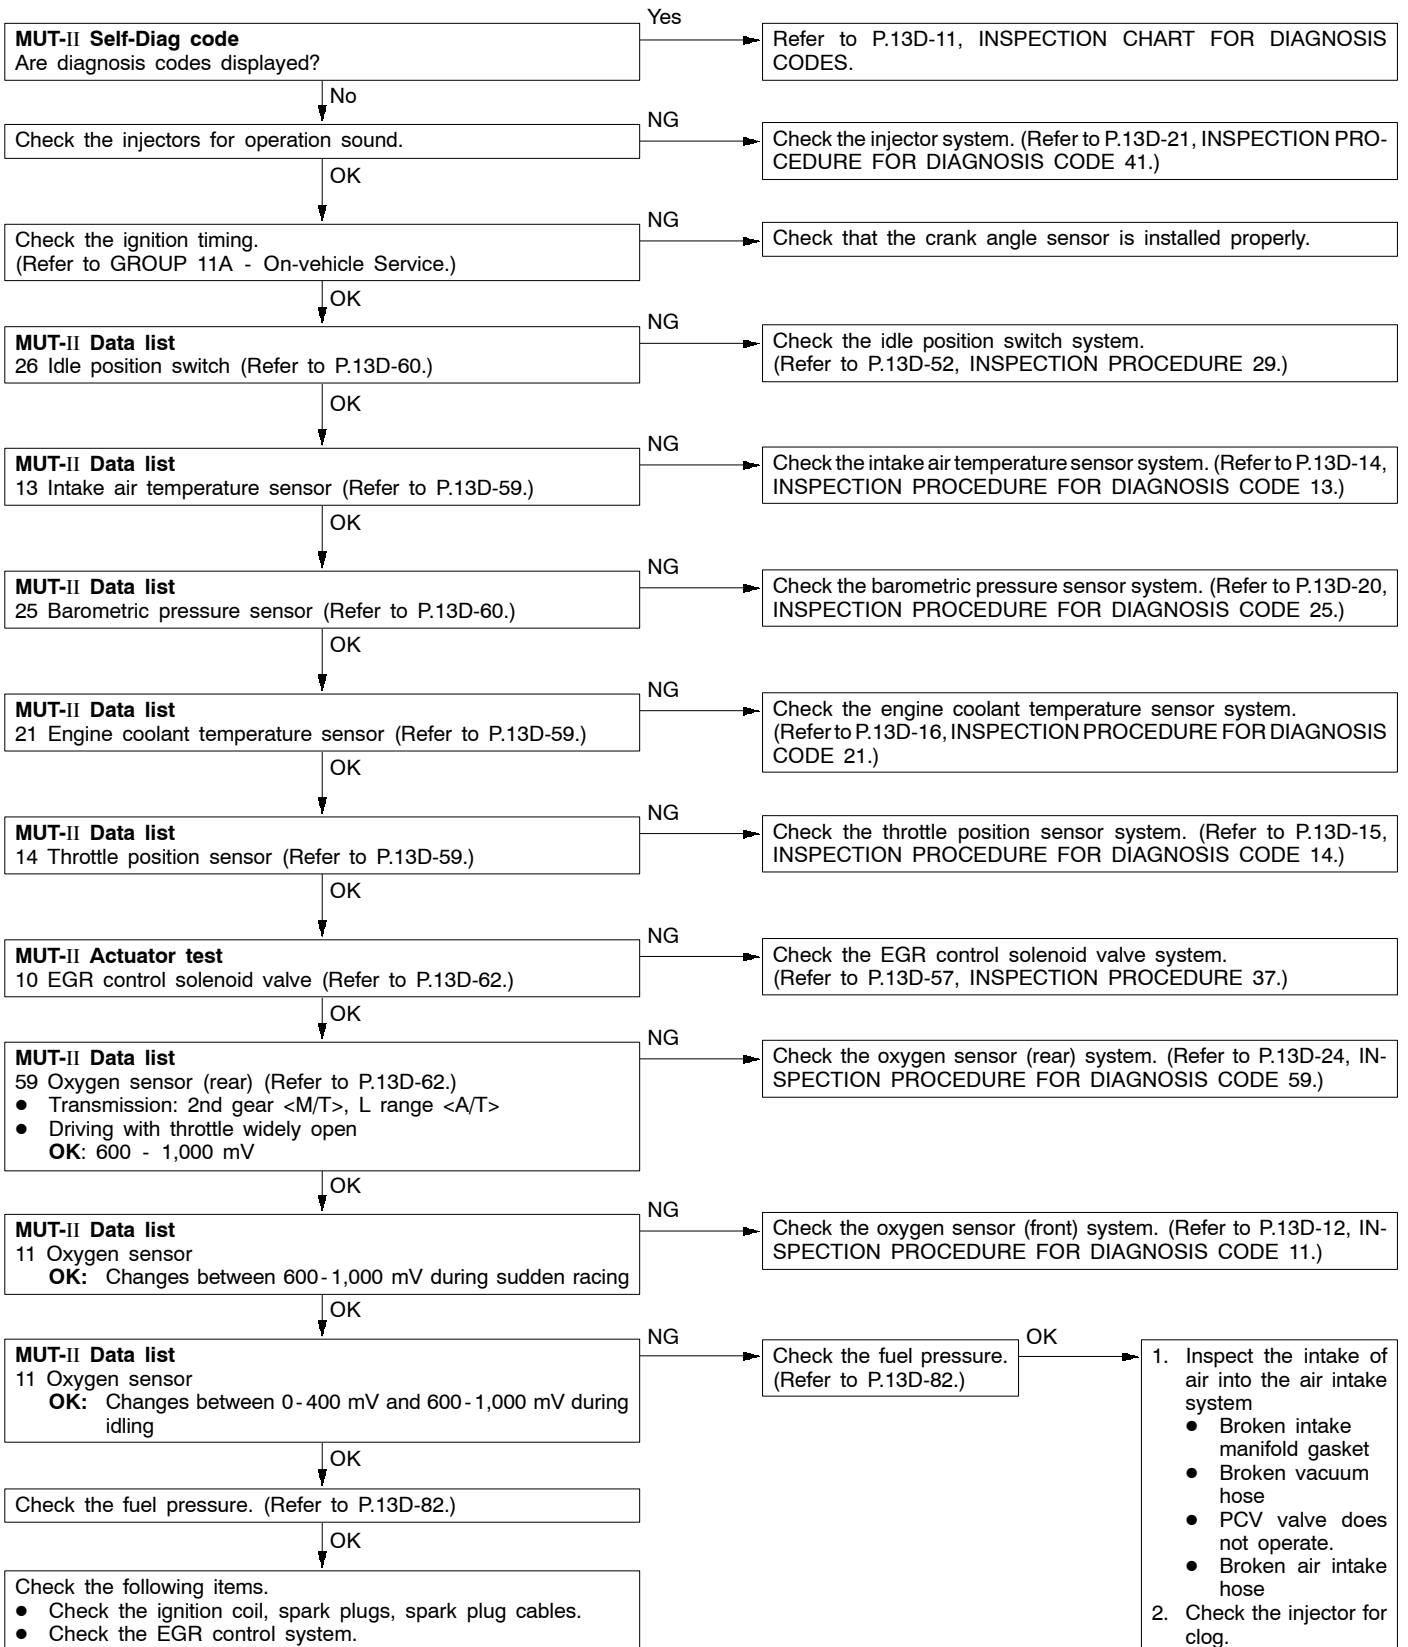 Yes
MUT-II Self-Diag code
Are diagnosis codes displayed?
Refer to P.13D-11, INSPECTION CHART FOR DIAGNOSIS
CODES.
No
Check the injectors for operation sound.
NG
Check the injector system. (Refer to P.13D-21, INSPECTION PRO-
CEDURE FOR DIAGNOSIS CODE 41.)
OK
Check the ignition timing.
(Refer to GROUP 11A - On-vehicle Service.)
NG
Check that the crank angle sensor is installed properly.
OK
MUT-II Data list
26 Idle position switch (Refer to P.13D-60.)
NG
Check the idle position switch system.
(Refer to P.13D-52, INSPECTION PROCEDURE 29.)
OK
MUT-II Data list
13 Intake air temperature sensor (Refer to P.13D-59.)
NG
Check the intake air temperature sensor system. (Refer to P.13D-14,
INSPECTION PROCEDURE FOR DIAGNOSIS CODE 13.)
OK
MUT-II Data list
25 Barometric pressure sensor (Refer to P.13D-60.)
NG
Check the barometric pressure sensor system. (Refer to P.13D-20,
INSPECTION PROCEDURE FOR DIAGNOSIS CODE 25.)
OK
MUT-II Data list
21 Engine coolant temperature sensor (Refer to P.13D-59.)
NG
Check the engine coolant temperature sensor system.
(Refer to P.13D-16, INSPECTION PROCEDURE FOR DIAGNOSIS
CODE 21.)
OK
MUT-II Data list
14 Throttle position sensor (Refer to P.13D-59.)
NG
Check the throttle position sensor system. (Refer to P.13D-15,
INSPECTION PROCEDURE FOR DIAGNOSIS CODE 14.)
OK
MUT-II Actuator test
10 EGR control solenoid valve (Refer to P.13D-62.)
NG
Check the EGR control solenoid valve system.
(Refer to P.13D-57, INSPECTION PROCEDURE 37.)
OK
MUT-II Data list
59 Oxygen sensor (rear) (Refer to P.13D-62.)
● Transmission: 2nd gear <M/T>, L range <A/T>
● Driving with throttle widely open
OK: 600 - 1,000 mV
NG
Check the oxygen sensor (rear) system. (Refer to P.13D-24, IN-
SPECTION PROCEDURE FOR DIAGNOSIS CODE 59.)
OK
MUT-II Data list
11 Oxygen sensor
OK: Changes between 600-1,000 mV during sudden racing
NG
Check the oxygen sensor (front) system. (Refer to P.13D-12, IN-
SPECTION PROCEDURE FOR DIAGNOSIS CODE 11.)
OK
MUT-II Data list
11 Oxygen sensor
OK: Changes between 0-400 mV and 600-1,000 mV during
idling
NG
Check the fuel pressure.
(Refer to P.13D-82.)
OK
1. Inspect the intake of
air into the air intake
system
● Broken intake
manifold gasket
● Broken vacuum
hose
● PCV valve does
not operate.
● Broken air intake
hose
2. Check the injector for
clog.
OK
Check the fuel pressure. (Refer to P.13D-82.)
OK
Check the following items.
● Check the ignition coil, spark plugs, spark plug cables.
● Check the EGR control system.